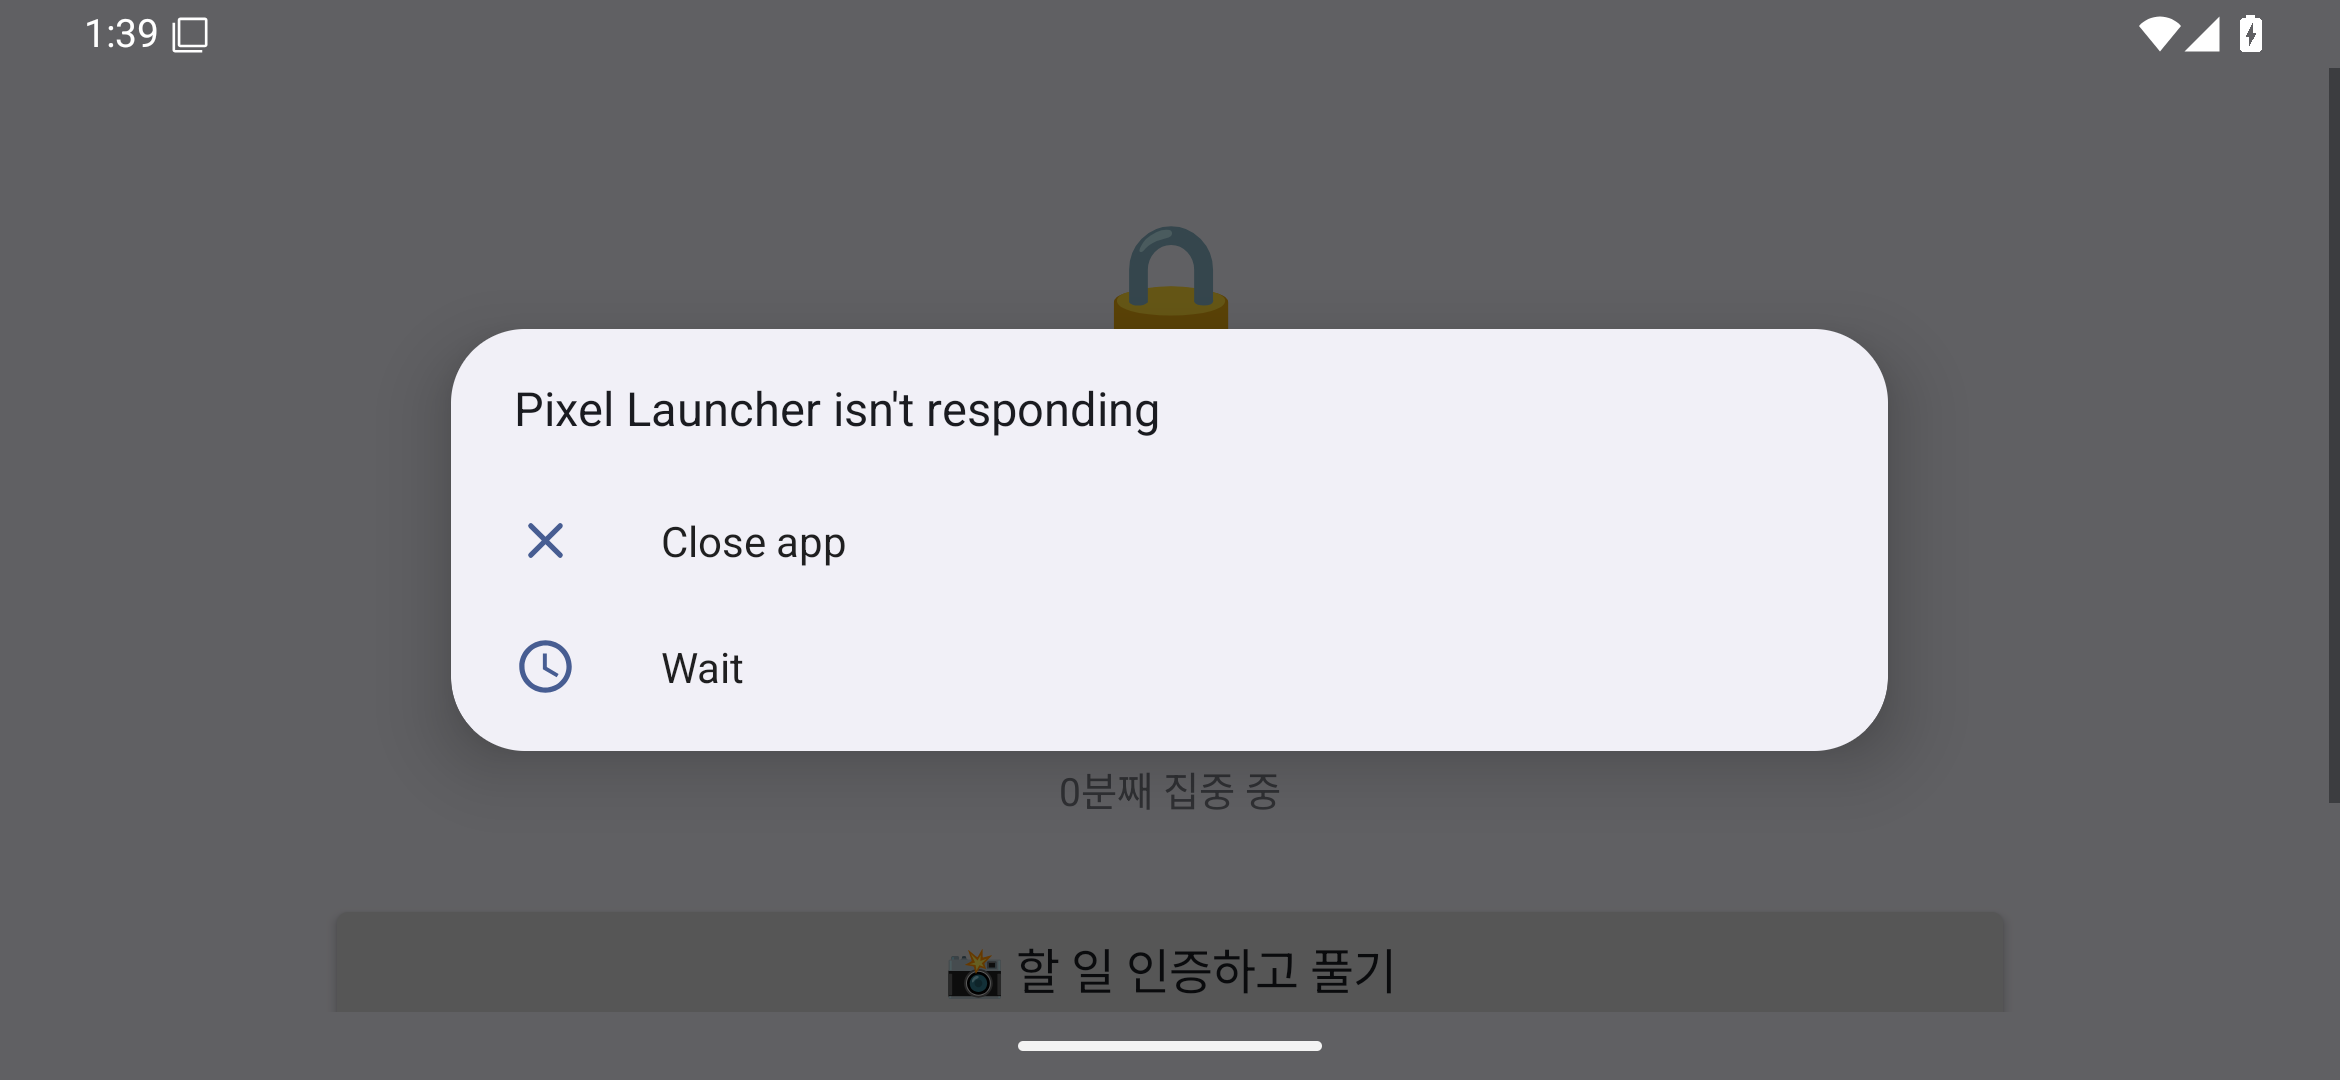 1:39
Pixel Launcher isn't responding
Close app
Wait
0분째 집중 중
할 일 인증하고 풀기